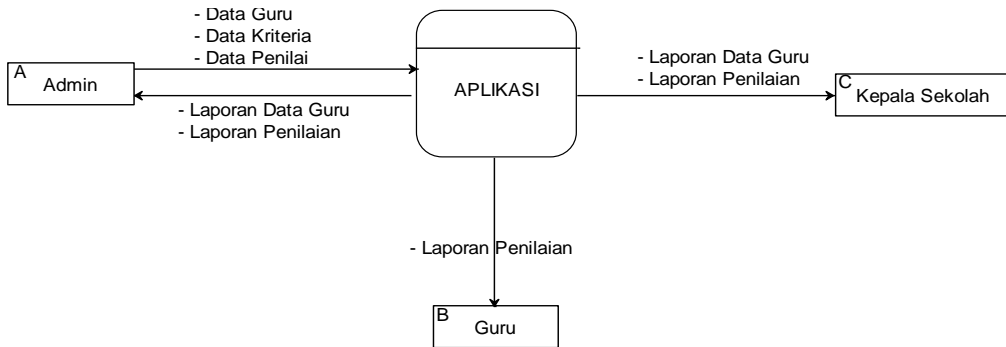 - Data Guru
- Data Kriteria
- Data Penilai
A
Admin
- Laporan Data Guru
- Laporan Penilaian
APLIKASI
- Laporan Data Guru
- Laporan Penilaian
C
Kepala Sekolah
- Laporan Penilaian
B
Guru